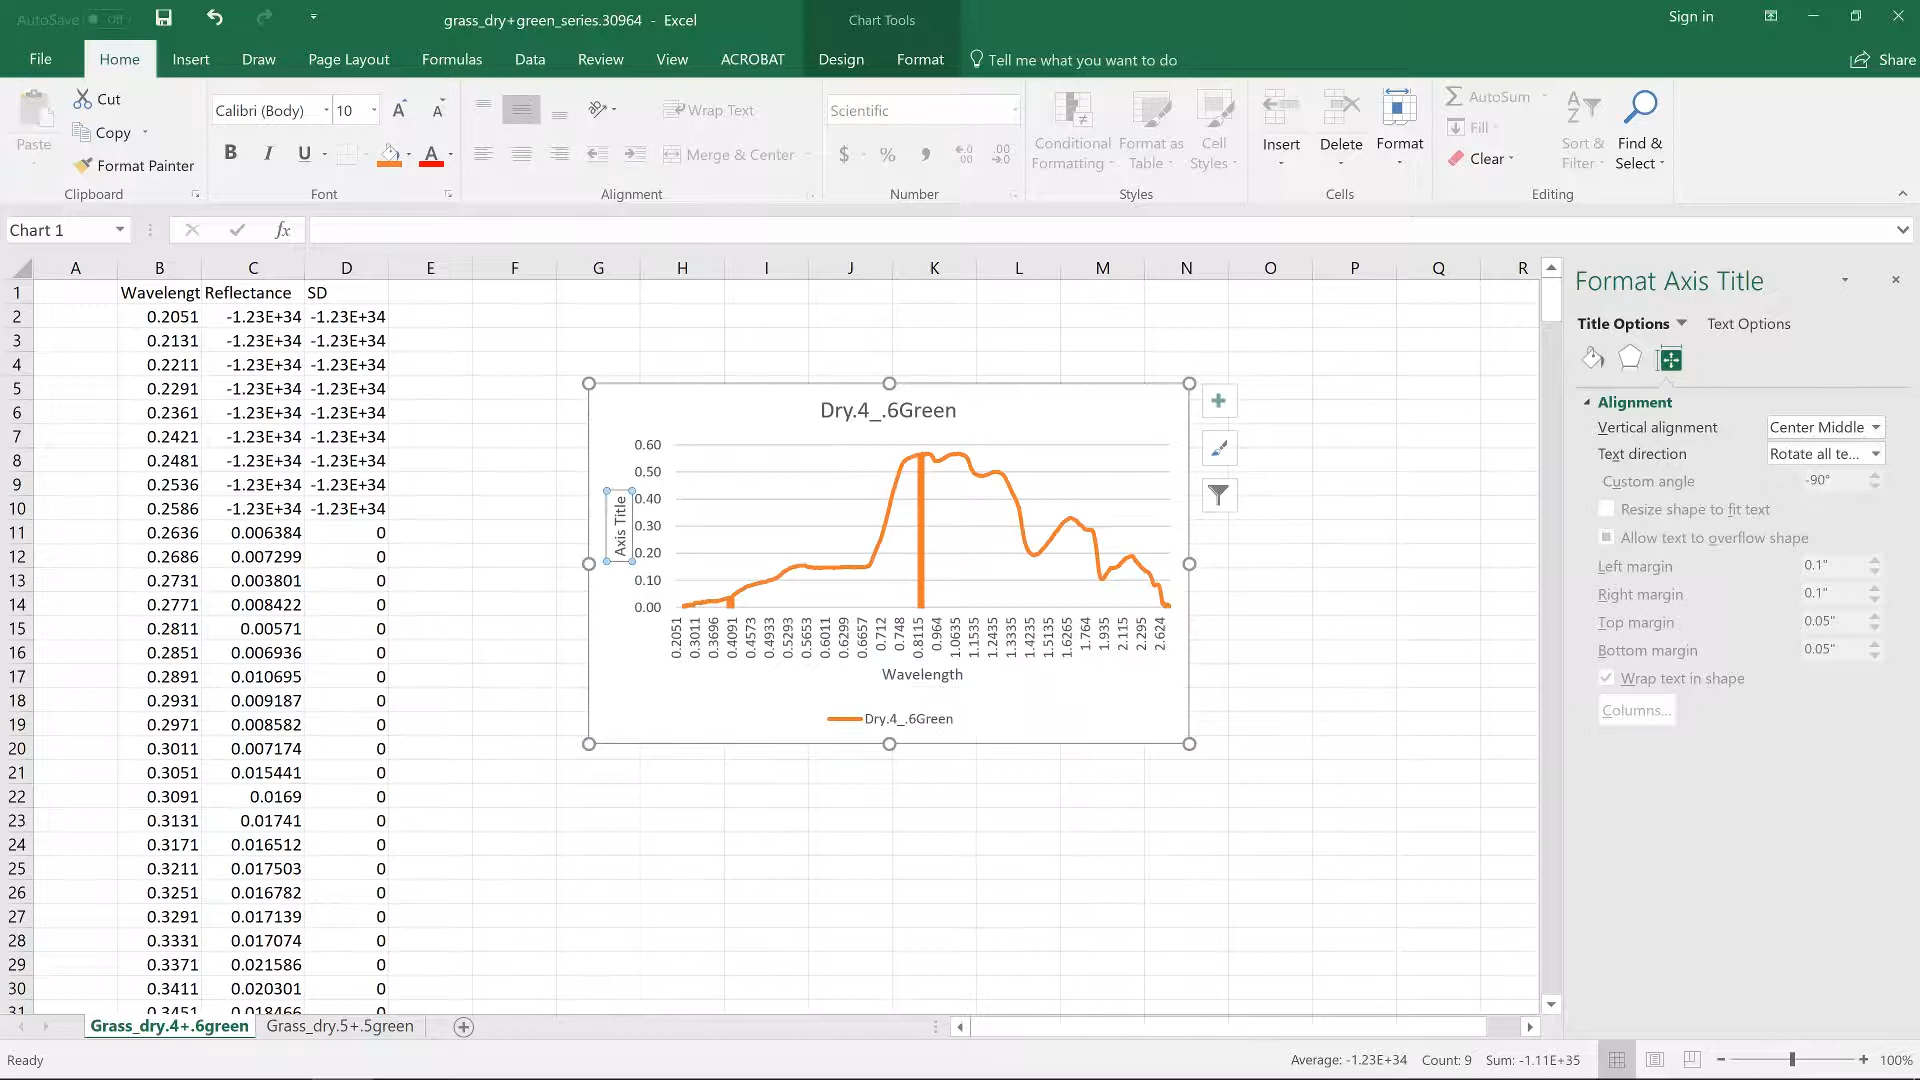 AutoSave Off
grass_dry+green_series.30964 - Excel
Chart Tools
Sign in
File Home Insert Draw Page Layout Formulas Data Review View ACROBAT Design Format Tell me what you want to do Share
Paste Cut Copy Format Painter
Calibri (Body) 10
B I U A
Wrap Text
Merge & Center
Scientific
$ % ,
Conditional Formatting
Format as Table
Cell Styles
Insert Delete Format
AutoSum
Fill
Clear
Sort & Filter
Find & Select
Clipboard Font Alignment Number Styles Cells Editing
Chart 1 fx
A B C D E F G H I J K L M N O P Q R
1 Wavelengt Reflectance SD
2 0.2051 -1.23E+34 -1.23E+34
3 0.2131 -1.23E+34 -1.23E+34
4 0.2211 -1.23E+34 -1.23E+34
5 0.2291 -1.23E+34 -1.23E+34
6 0.2361 -1.23E+34 -1.23E+34
7 0.2421 -1.23E+34 -1.23E+34
8 0.2481 -1.23E+34 -1.23E+34
9 0.2536 -1.23E+34 -1.23E+34
10 0.2586 -1.23E+34 -1.23E+34
11 0.2636 0.006384 0
12 0.2686 0.007299 0
13 0.2731 0.003801 0
14 0.2771 0.008422 0
15 0.2811 0.00571 0
16 0.2851 0.006936 0
17 0.2891 0.010695 0
18 0.2931 0.009187 0
19 0.2971 0.008582 0
20 0.3011 0.007174 0
21 0.3051 0.015441 0
22 0.3091 0.0169 0
23 0.3131 0.01741 0
24 0.3171 0.016512 0
25 0.3211 0.017503 0
26 0.3251 0.016782 0
27 0.3291 0.017139 0
28 0.3331 0.017074 0
29 0.3371 0.021586 0
30 0.3411 0.020301 0
31 0.3451 0.018466 0
Dry.4_.6Green
0.60
0.50
0.40
0.30
0.20
0.10
0.00
Axis Title
0.2051 0.3011 0.3696 0.4091 0.4573 0.4933 0.5293 0.5653 0.6011 0.6299 0.6657 0.712 0.748 0.8115 0.964 1.0635 1.1535 1.2435 1.3335 1.4235 1.5135 1.6265 1.764 1.935 2.115 2.295 2.624
Wavelength
Dry.4_.6Green
Format Axis Title
Title Options Text Options
Alignment
Vertical alignment Center Middle
Text direction Rotate all te...
Custom angle -90°
Resize shape to fit text
Allow text to overflow shape
Left margin 0.1"
Right margin 0.1"
Top margin 0.05"
Bottom margin 0.05"
Wrap text in shape
Columns...
Grass_dry.4+.6green Grass_dry.5+.5green
Ready Average: -1.23E+34 Count: 9 Sum: -1.11E+35 100%